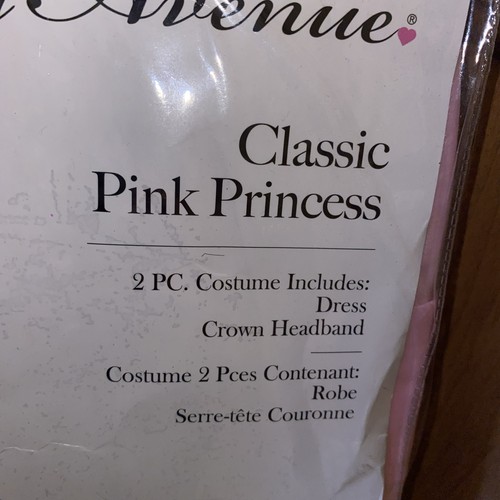 Avenue®
Classic
Pink Princess
2 PC. Costume Includes:
Dress
Crown Headband
Costume 2 Pces Contenant:
Robe
Serre-tête Couronne